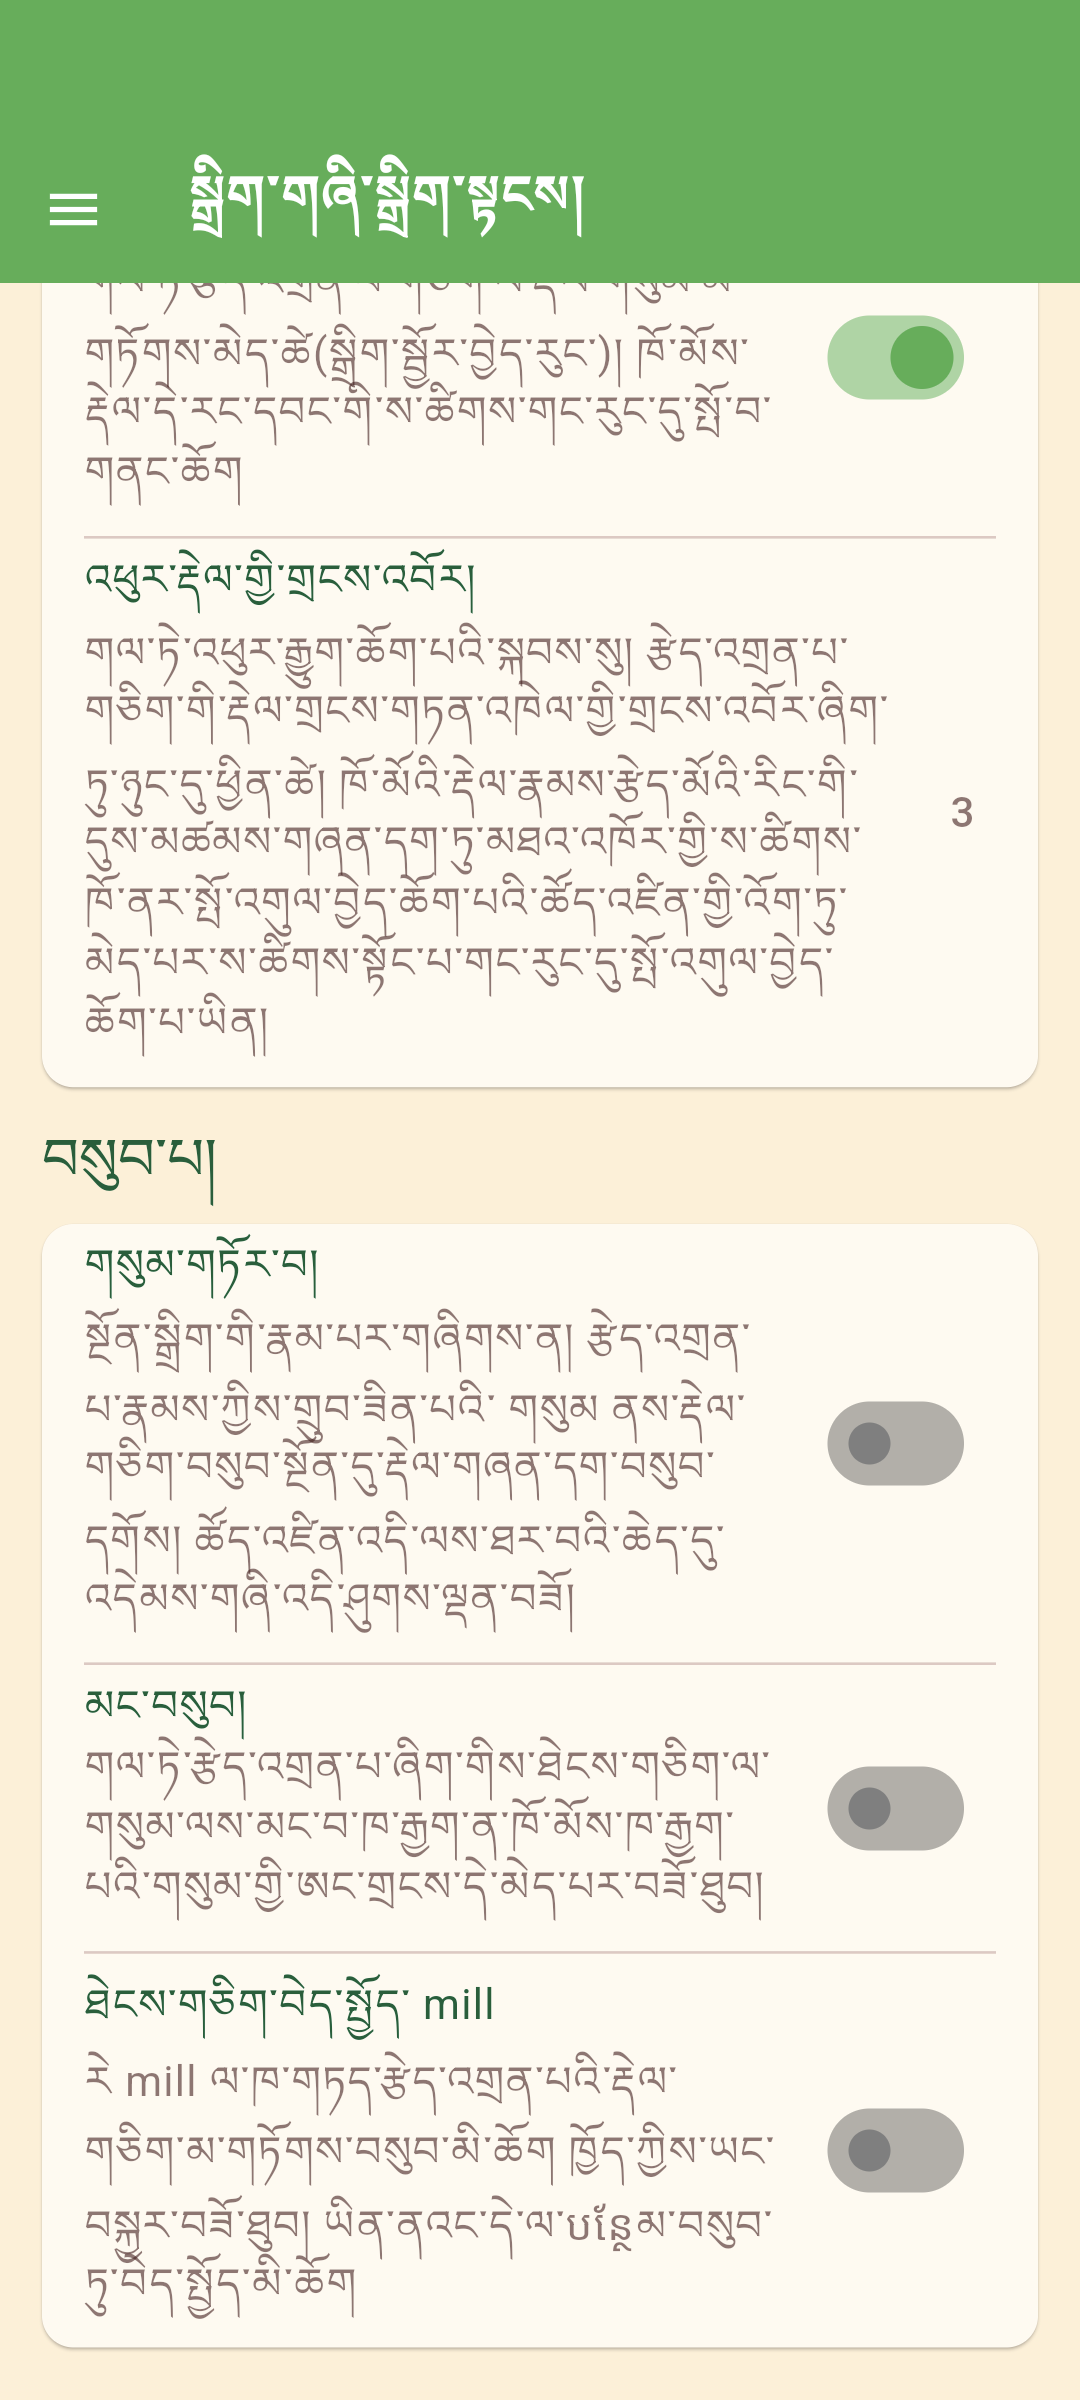 སྒྲིག་གཞི་སྒྲིག་སྟངས།
གཏོགས་མེད་ཚེ(སྒྲིག་སྦྱོར་བྱེད་རུང་)། ཁོ་མོས་
རྡེལ་དེ་རང་དབང་གི་ས་ཚིགས་གང་རུང་དུ་སྤོ་བ་
གནང་ཆོག
འཕུར་རྡེལ་གྱི་གྲངས་འབོར།
གལ་ཏེ་འཕུར་རྒྱུག་ཆོག་པའི་སྐབས་སུ། རྩེད་འགྲན་པ་
གཅིག་གི་རྡེལ་གྲངས་གཏན་འཁེལ་གྱི་གྲངས་འབོར་ཞིག་
ཏུ་ཉུང་དུ་ཕྱིན་ཚེ། ཁོ་མོའི་རྡེལ་རྣམས་རྩེད་མོའི་རིང་གི་
དུས་མཚམས་གཞན་དག་ཏུ་མཐའ་འཁོར་གྱི་ས་ཚིགས་
ཁོ་ནར་སྤོ་འགུལ་བྱེད་ཆོག་པའི་ཚོད་འཛིན་གྱི་འོག་ཏུ་
མེད་པར་ས་ཚིགས་སྟོང་པ་གང་རུང་དུ་སྤོ་འགུལ་བྱེད་
ཆོག་པ་ཡིན།
3
བསུབ་པ།
གསུམ་གཏོར་བ།
སྔོན་སྒྲིག་གི་རྣམ་པར་གཞིགས་ན། རྩེད་འགྲན་
པ་རྣམས་ཀྱིས་གྲུབ་ཟིན་པའི་ གསུམ ནས་རྡེལ་
གཅིག་བསུབ་སྔོན་དུ་རྡེལ་གཞན་དག་བསུབ་
དགོས། ཚོད་འཛིན་འདི་ལས་ཐར་བའི་ཆེད་དུ་
འདེམས་གཞི་འདི་ཤུགས་ལྡན་བཟོ།
མང་བསུབ།
གལ་ཏེ་རྩེད་འགྲན་པ་ཞིག་གིས་ཐེངས་གཅིག་ལ་
གསུམ་ལས་མང་བ་ཁ་རྒྱག་ན་ཁོ་མོས་ཁ་རྒྱག་
པའི་གསུམ་གྱི་ཨང་གྲངས་དེ་མེད་པར་བཟོ་ཐུབ།
ཐེངས་གཅིག་བེད་སྤྱོད་ mill
རེ mill ལ་ཁ་གཏད་རྩེད་འགྲན་པའི་རྡེལ་
གཅིག་མ་གཏོགས་བསུབ་མི་ཆོག ཁྱོད་ཀྱིས་ཡང་
བསྐྱར་བཟོ་ཐུབ། ཡིན་ནའང་དེ་ལ་បន្ថែམ་བསུབ་
ཏུ་བེད་སྤྱོད་མི་ཆོག